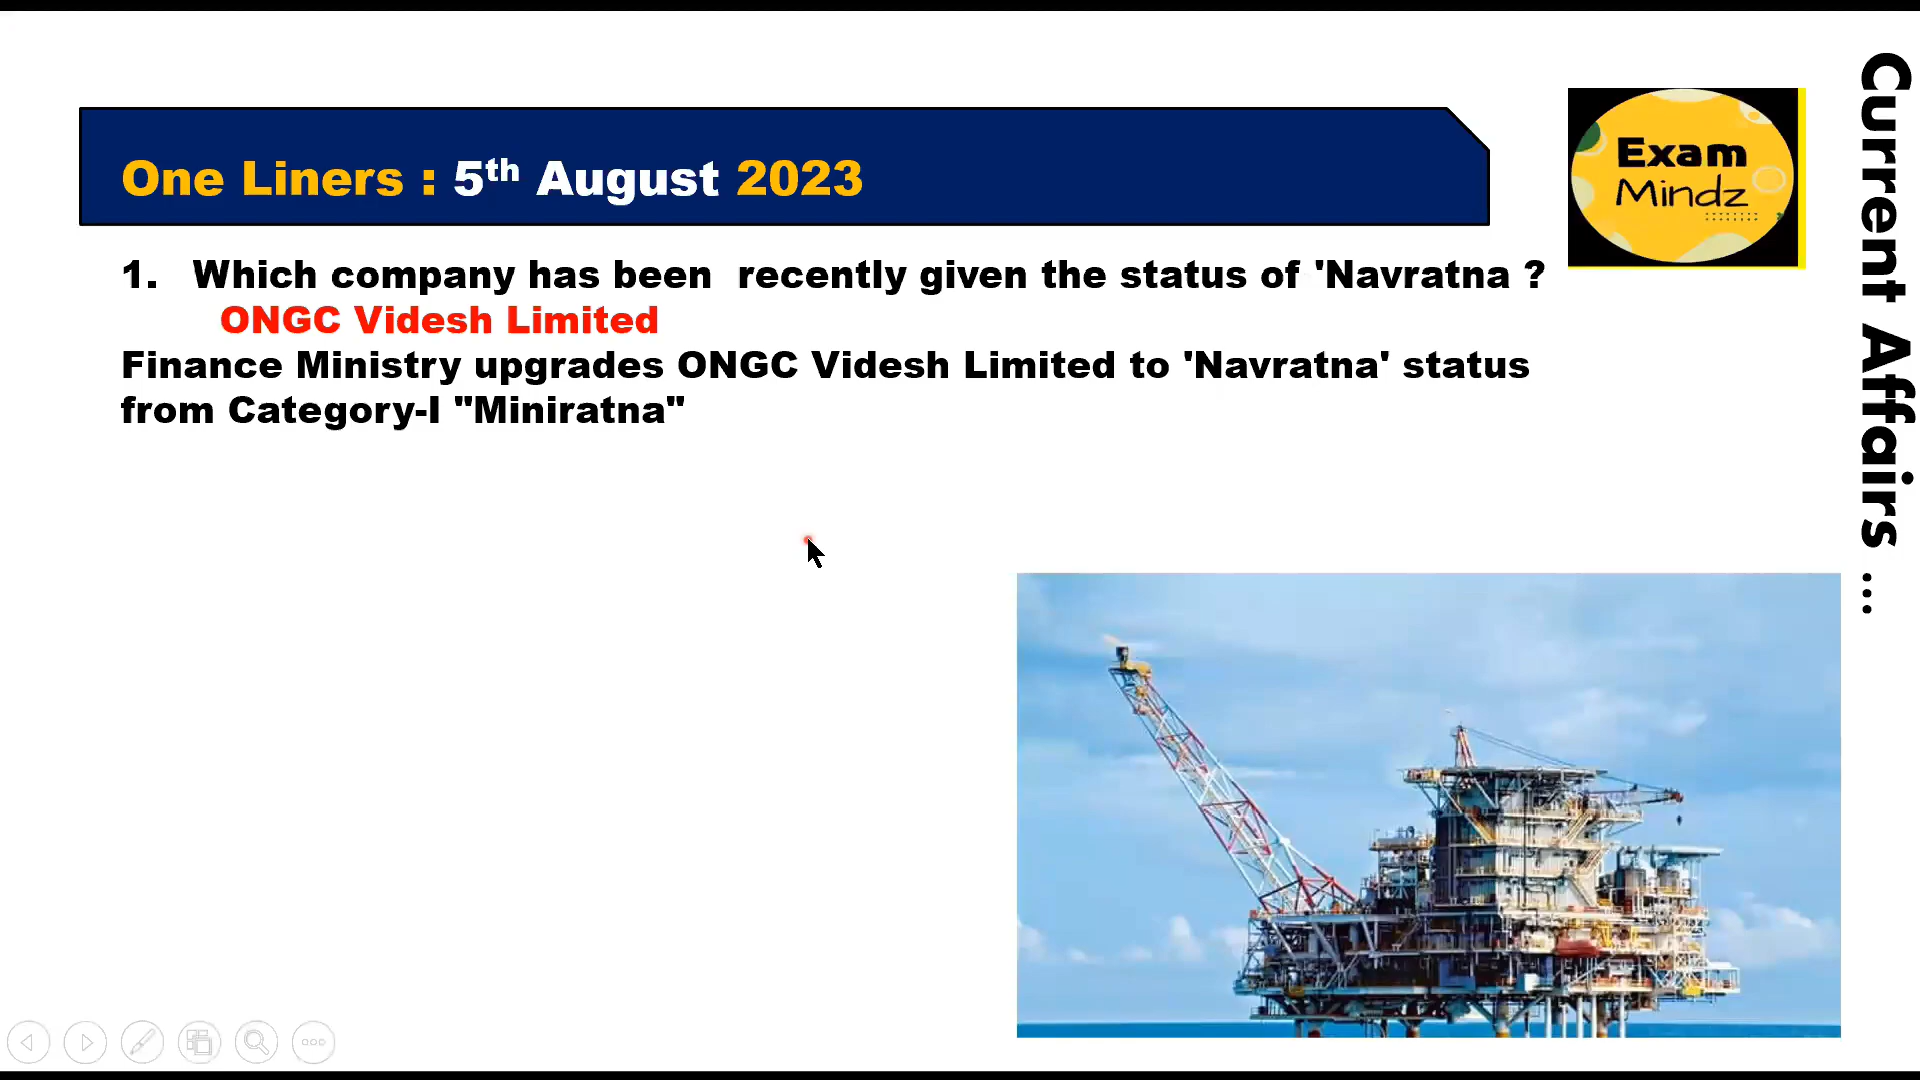 One Liners : 5th August 2023
Exam
Mindz
Current Affairs ...
1. Which company has been recently given the status of 'Navratna ?
ONGC Videsh Limited
Finance Ministry upgrades ONGC Videsh Limited to 'Navratna' status
from Category-I "Miniratna"